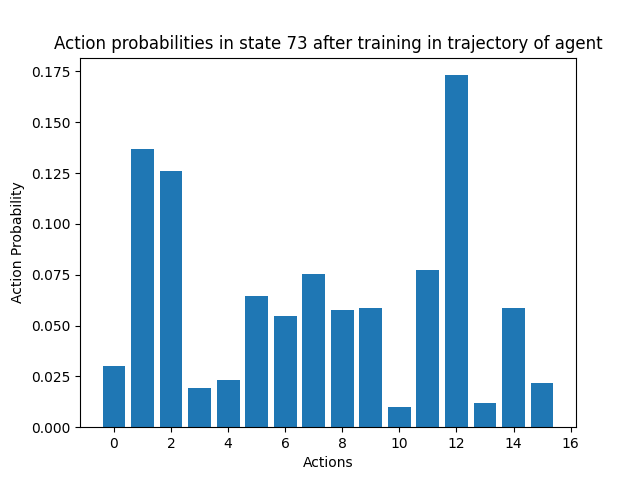 Action probabilities in state 73 after training in trajectory of agent
0.175
0.150
0.125
0.100
0.075
0.050
0.025
0.000
Action Probability
0 2 4 6 8 10 12 14 16
Actions